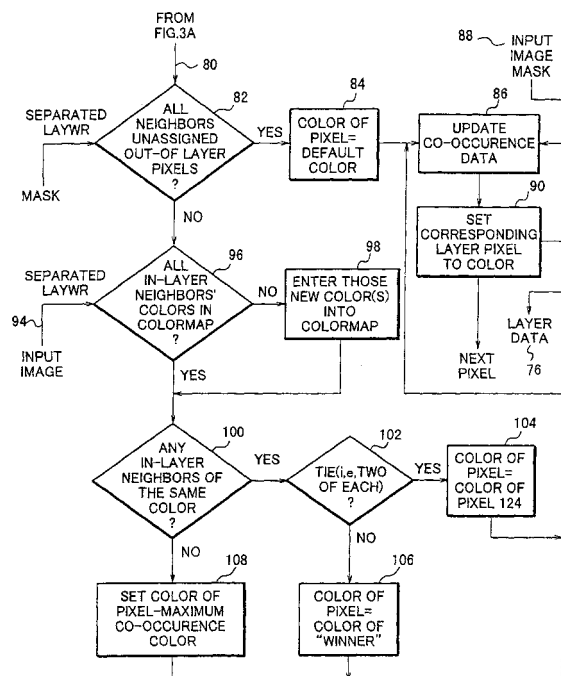 FROM
FIG.3A
80
88
INPUT
IMAGE
MASK
82
84
86
SEPARATED
LAYWR
ALL
NEIGHBORS
UNASSIGNED
OUT-OF LAYER
PIXELS
?
YES
COLOR OF
PIXEL=
DEFAULT
COLOR
UPDATE
CO-OCCURENCE
DATA
MASK
NO
90
SET
CORRESPONDING
LAYER PIXEL
TO COLOR
96
98
SEPARATED
LAYWR
ALL
IN-LAYER
NEIGHBORS'
COLORS IN
COLORMAP
?
NO
ENTER THOSE
NEW COLOR(S)
INTO
COLORMAP
94
INPUT
IMAGE
LAYER
DATA
76
NEXT
PIXEL
YES
100
102
104
ANY
IN-LAYER
NEIGHBORS OF
THE SAME
COLOR
?
YES
TIE(i.e,TWO
OF EACH)
?
YES
COLOR OF
PIXEL=
COLOR OF
PIXEL 124
NO
NO
108
106
SET COLOR OF
PIXEL-MAXIMUM
CO-OCCURENCE
COLOR
COLOR OF
PIXEL=
COLOR OF
"WINNER"